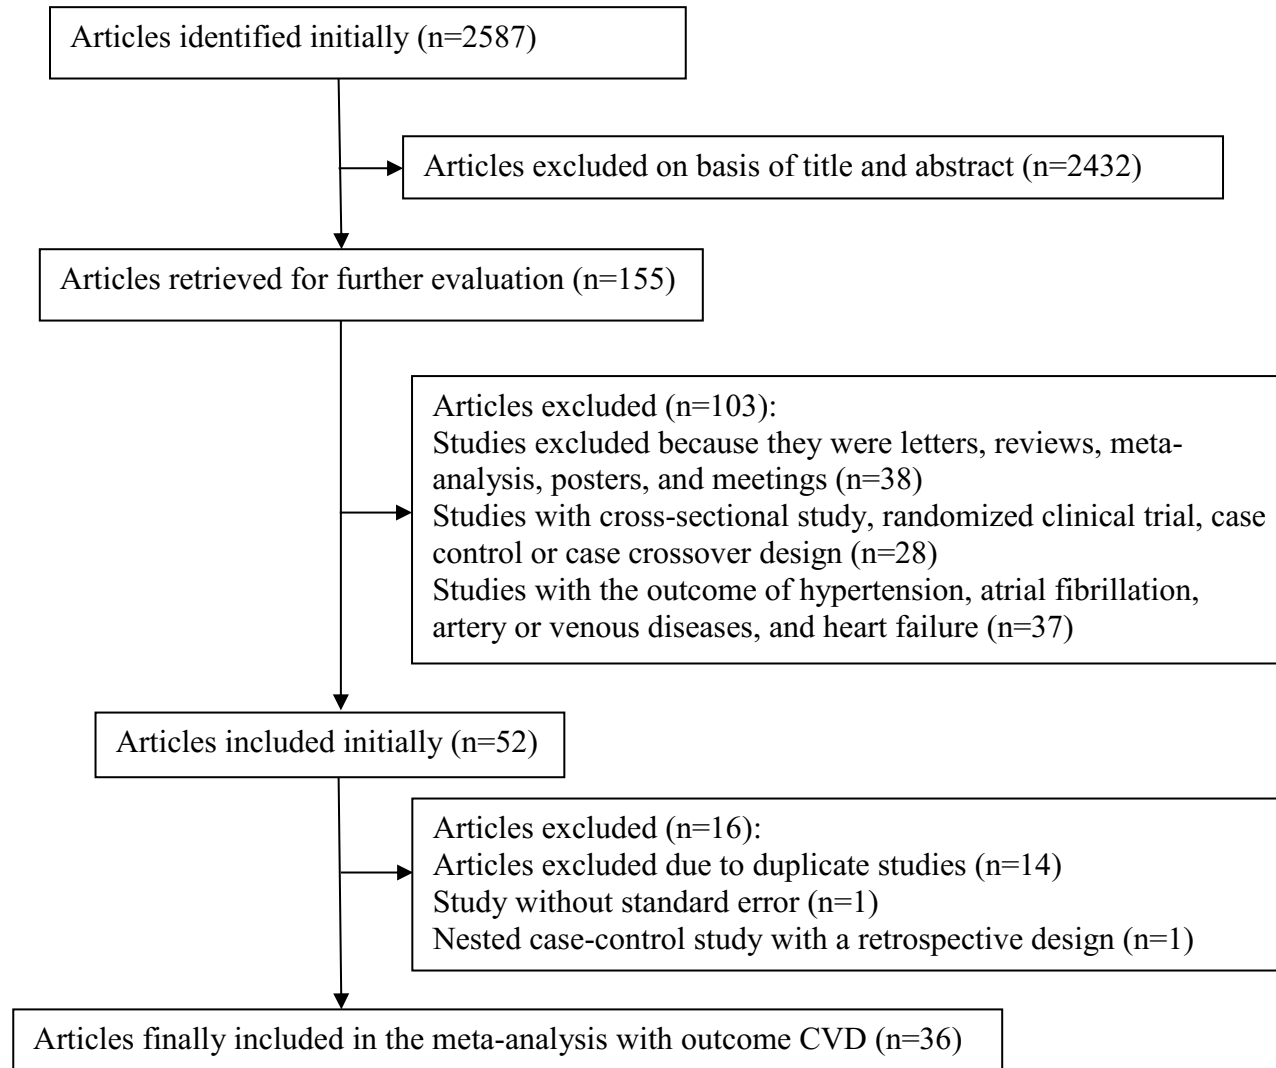 Articles identified initially (n=2587)
Articles excluded on basis of title and abstract (n=2432)
Articles retrieved for further evaluation (n=155)
Articles excluded (n=103):
Studies excluded because they were letters, reviews, meta-
analysis, posters, and meetings (n=38)
Studies with cross-sectional study, randomized clinical trial, case
control or case crossover design (n=28)
Studies with the outcome of hypertension, atrial fibrillation,
artery or venous diseases, and heart failure (n=37)
Articles included initially (n=52)
Articles excluded (n=16):
Articles excluded due to duplicate studies (n=14)
Study without standard error (n=1)
Nested case-control study with a retrospective design (n=1)
Articles finally included in the meta-analysis with outcome CVD (n=36)